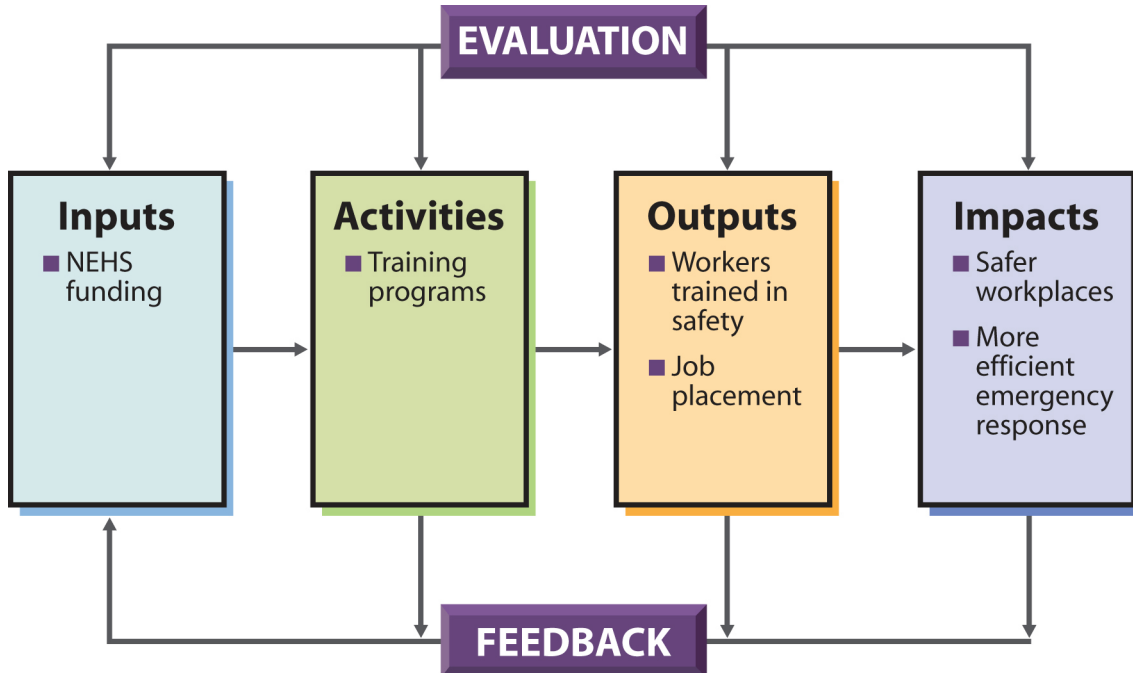 EVALUATION
Inputs
■ NEHS
funding
Activities
■ Training
programs
Outputs
■ Workers
trained in
safety
■ Job
placement
Impacts
■ Safer
workplaces
■ More
efficient
emergency
response
FEEDBACK